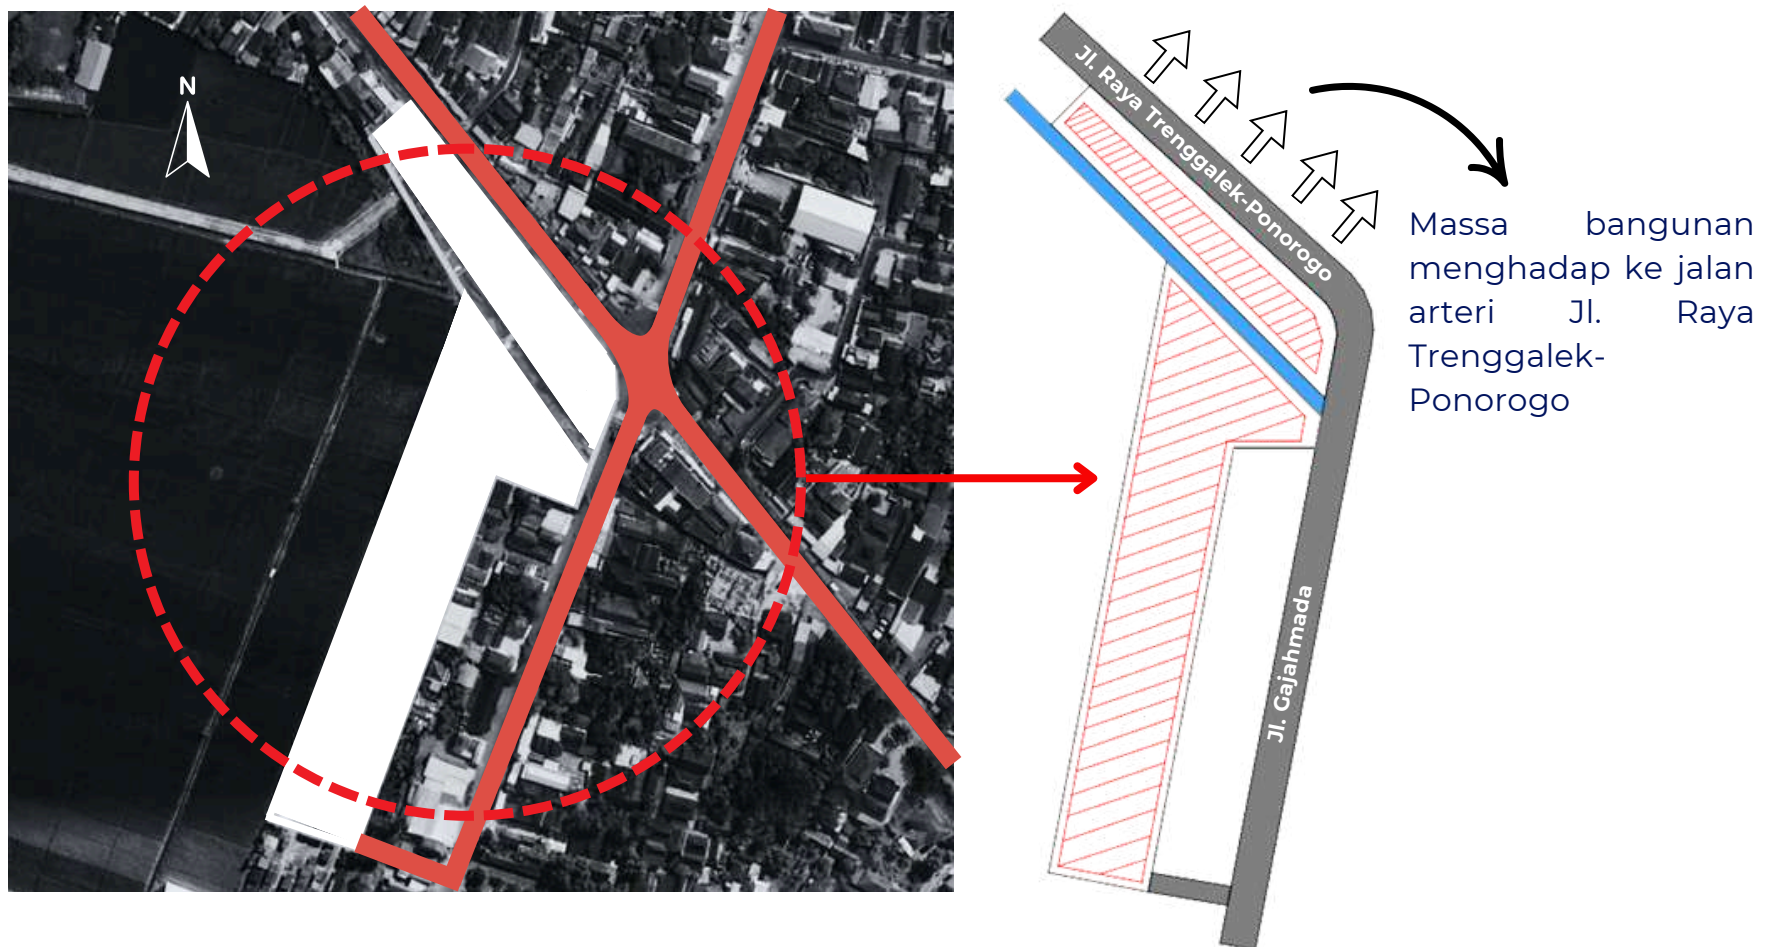 N
Jl. Raya Trenggalek-Ponorogo
Massa bangunan
menghadap ke jalan
arteri Jl. Raya
Trenggalek-
Ponorogo
Jl. Gajahmada